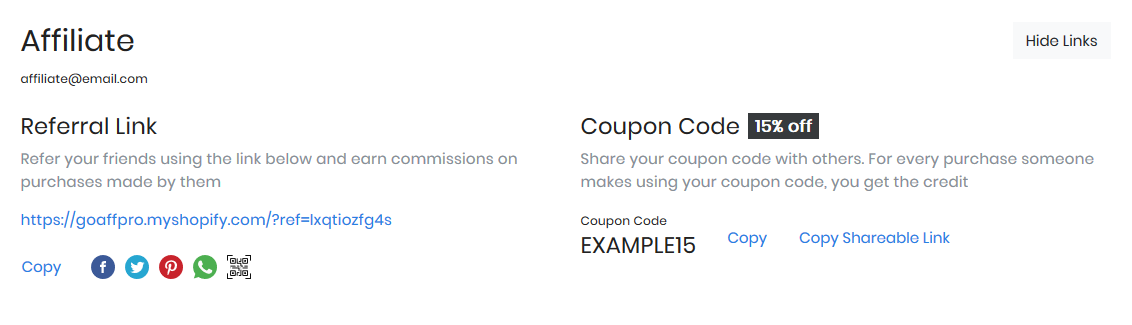 Affiliate
Hide Links
affiliate@email.com
Referral Link
Refer your friends using the link below and earn commissions on
purchases made by them
https://goaffpro.myshopify.com/?ref=lxqtiozfg4s
Copy
Coupon Code 15% off
Share your coupon code with others. For every purchase someone
makes using your coupon code, you get the credit
Coupon Code
EXAMPLE15
Copy
Copy Shareable Link